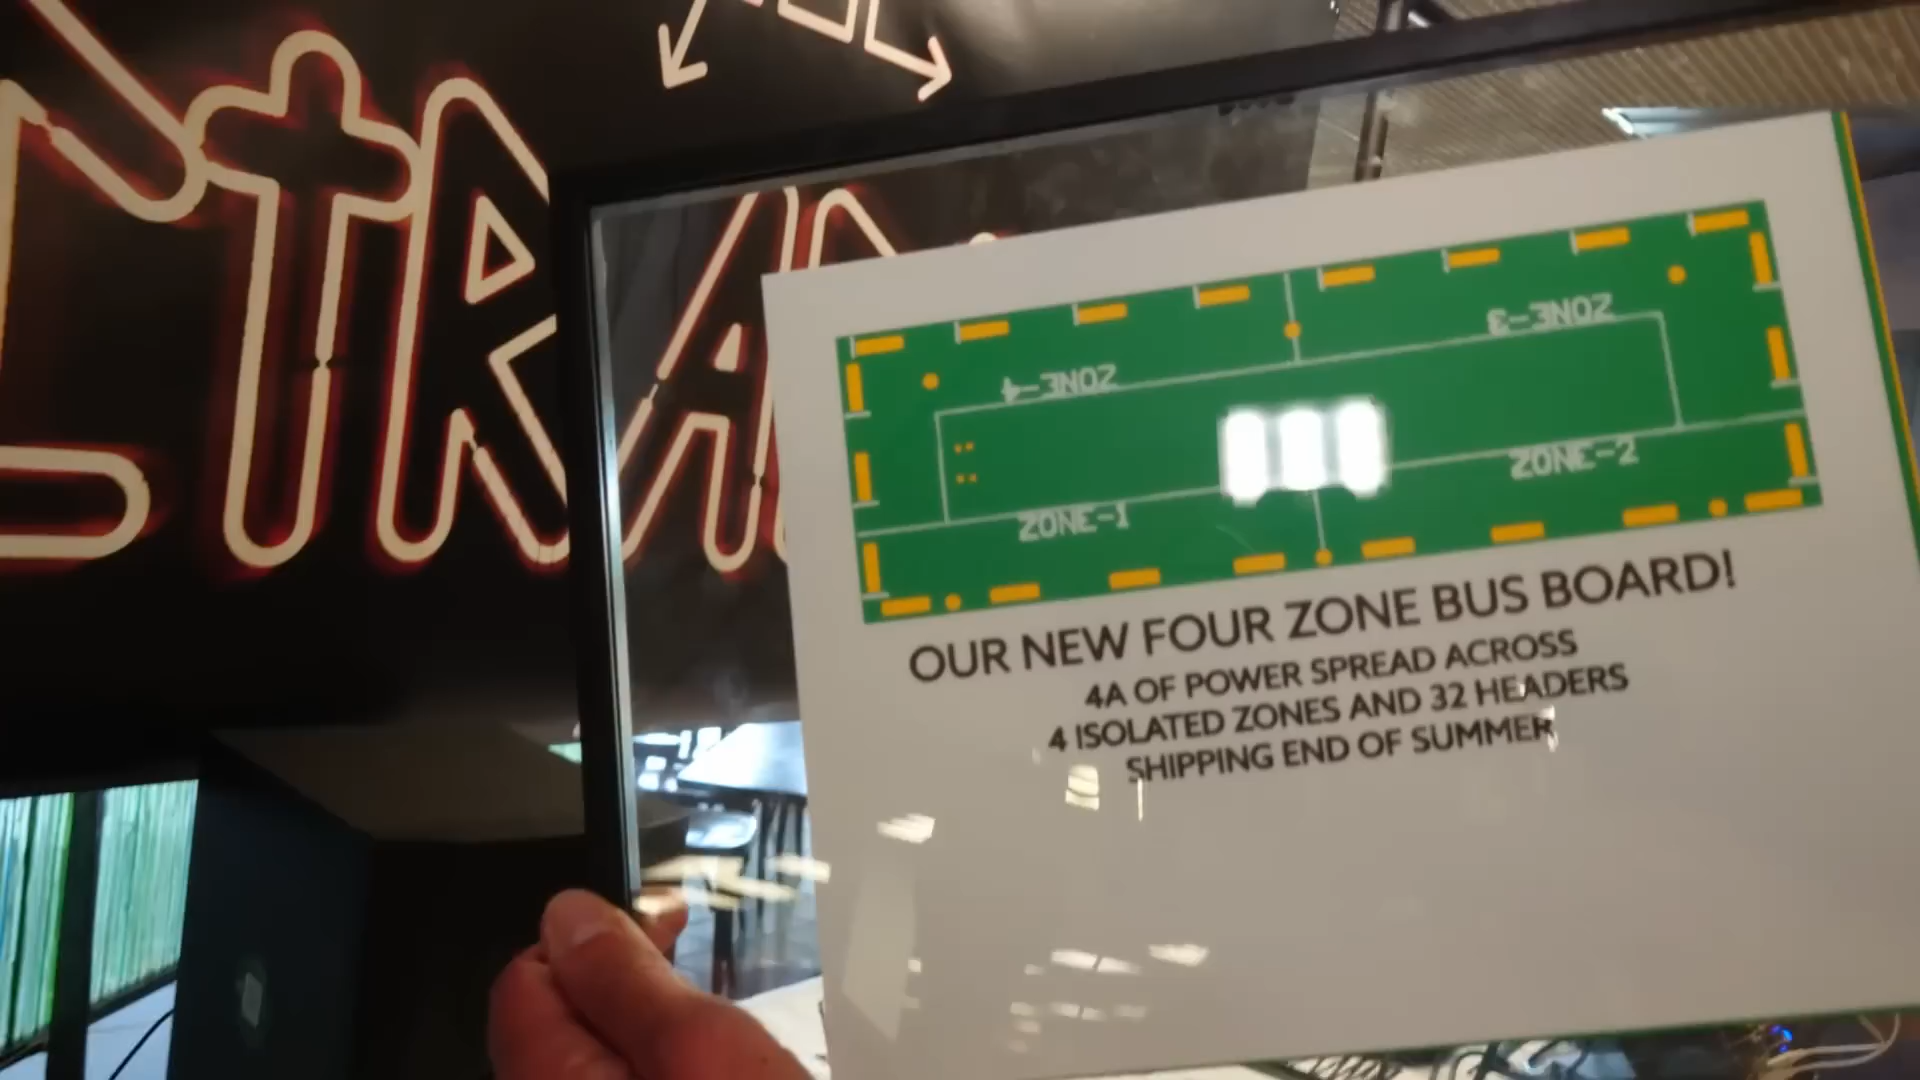 TRA
ZONE-4
ZONE-3
ZONE-1
ZONE-2
OUR NEW FOUR ZONE BUS BOARD!
4A OF POWER SPREAD ACROSS
4 ISOLATED ZONES AND 32 HEADERS
SHIPPING END OF SUMMER